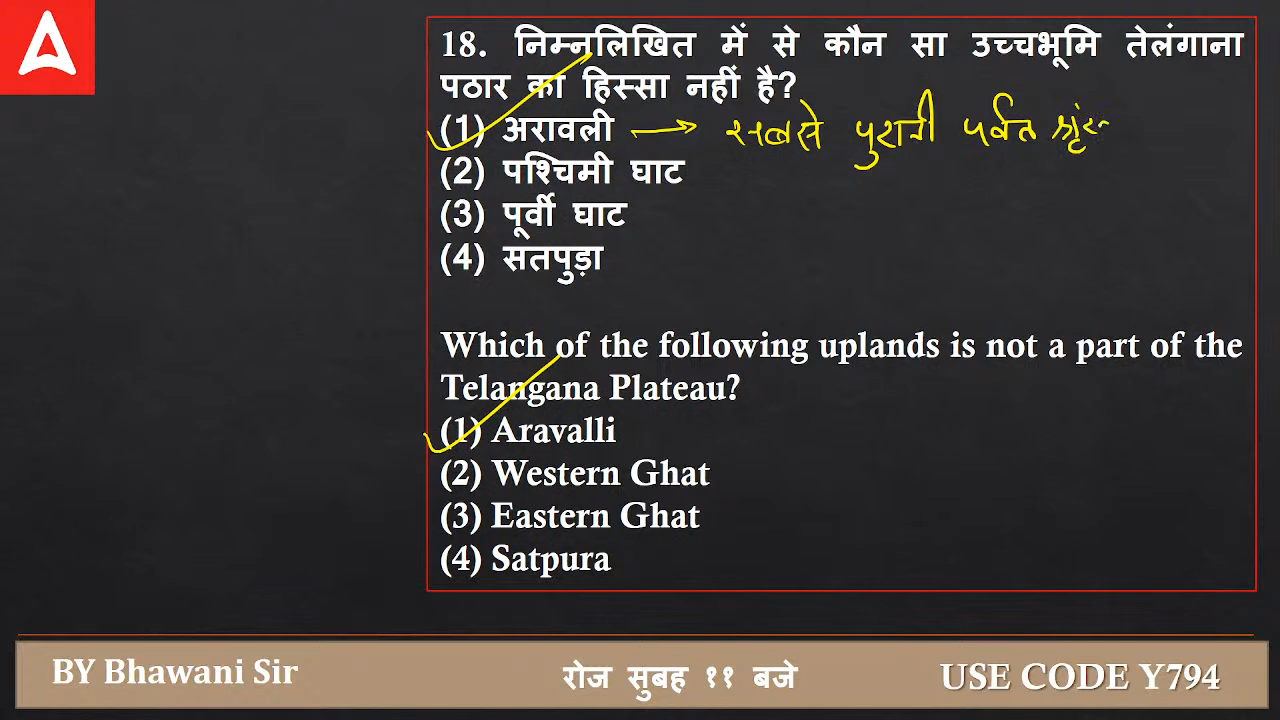 18. निम्नलिखित में से कौन सा उच्चभूमि तेलंगाना
पठार का हिस्सा नहीं है?
(1) अरावली → सबसे पुरानी पर्वत
(2) पश्चिमी घाट
(3) पूर्वी घाट
(4) सतपुड़ा
Which of the following uplands is not a part of the
Telangana Plateau?
(1) Aravalli
(2) Western Ghat
(3) Eastern Ghat
(4) Satpura
BY Bhawani Sir
रोज सुबह ११ बजे
USE CODE Y794